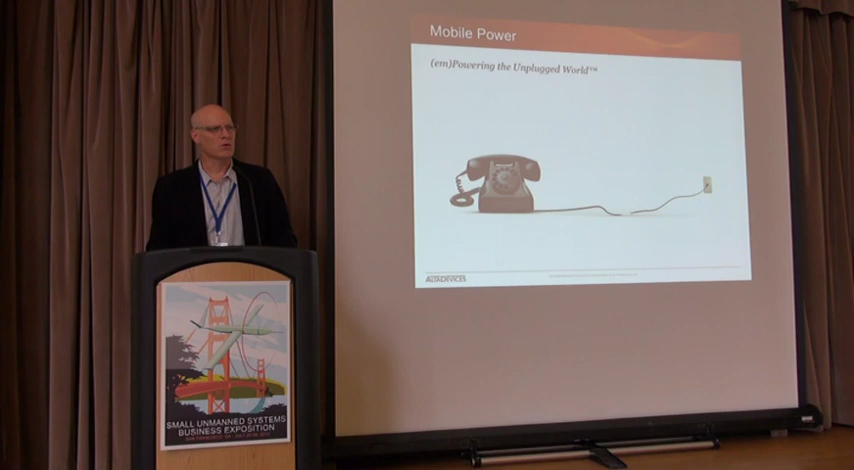 Mobile Power
(em)Powering the Unplugged World™
ALTADEVICES
SMALL UNMANNED SYSTEMS
BUSINESS EXPOSITION